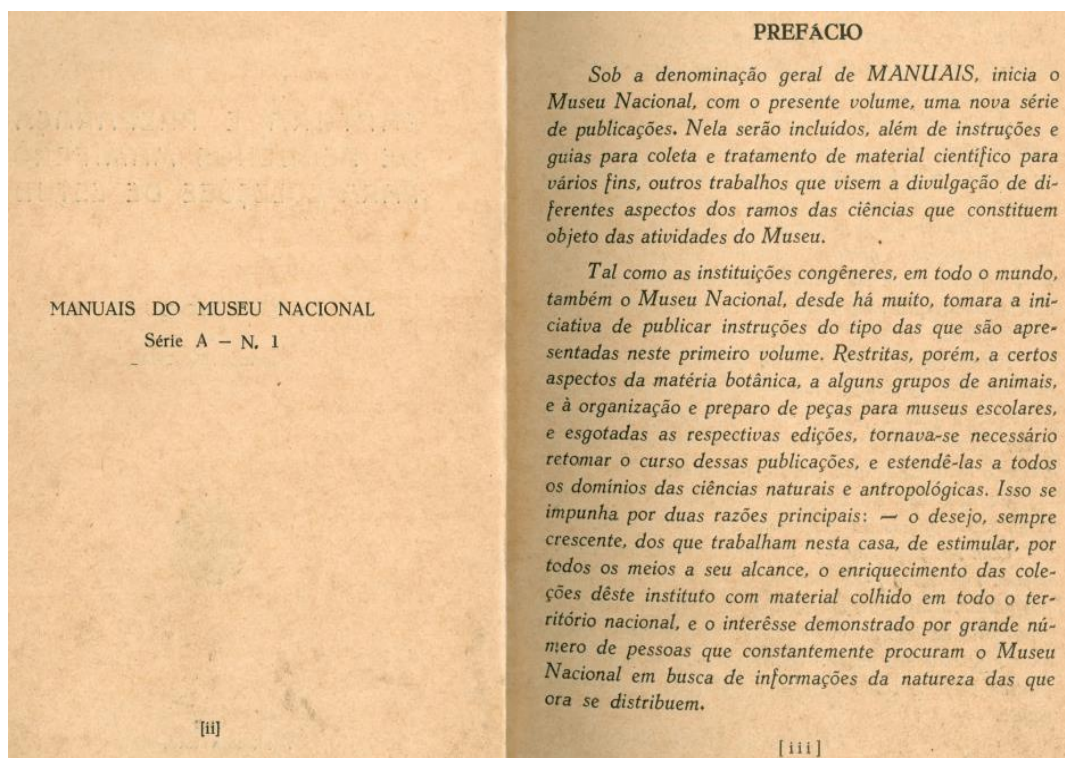 MANUAIS DO MUSEU NACIONAL
Série A — N. 1
[ii]
PREFÁCIO
Sob a denominação geral de MANUAIS, inicia o
Museu Nacional, com o presente volume, uma nova série
de publicações. Nela serão incluídos, além de instruções e
guias para coleta e tratamento de material científico para
vários fins, outros trabalhos que visem a divulgação de di-
ferentes aspectos dos ramos das ciências que constituem
objeto das atividades do Museu.
Tal como as instituições congêneres, em todo o mundo,
também o Museu Nacional, desde há muito, tomara a ini-
ciativa de publicar instruções do tipo das que são apre-
sentadas neste primeiro volume. Restritas, porém, a certos
aspectos da matéria botânica, a alguns grupos de animais,
e à organização e preparo de peças para museus escolares,
e esgotadas as respectivas edições, tornava-se necessário
retomar o curso dessas publicações, e estendê-las a todos
os domínios das ciências naturais e antropológicas. Isso se
impunha por duas razões principais: — o desejo, sempre
crescente, dos que trabalham nesta casa, de estimular, por
todos os meios a seu alcance, o enriquecimento das cole-
ções dêste instituto com material colhido em todo o ter-
ritório nacional, e o interêsse demonstrado por grande nú-
mero de pessoas que constantemente procuram o Museu
Nacional em busca de informações da natureza das que
ora se distribuem.
[iii]